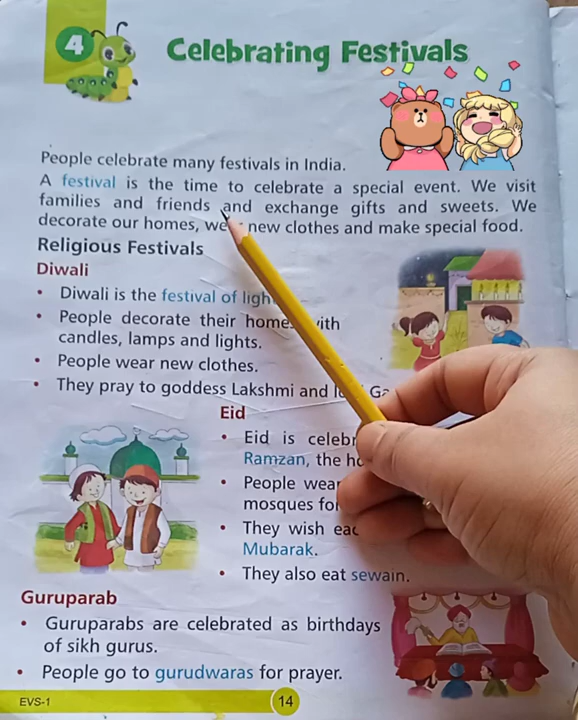 4
Celebrating Festivals
People celebrate many festivals in India.
A festival is the time to celebrate a special event. We visit
families and friends and exchange gifts and sweets. We
decorate our homes, new clothes and make special food.
Religious Festivals
Diwali
• Diwali is the festival of
• People decorate their with
candles, lamps and lights.
• People wear new clothes.
• They pray to goddess Lakshmi and
Eid
• Eid is
Ramzan, the
• People wear
mosques
• They wish
Mubarak.
• They also eat sewain.
Guruparab
• Guruparabs are celebrated as birthdays
of sikh gurus.
• People go to gurudwaras for prayer.
EVS-1
14